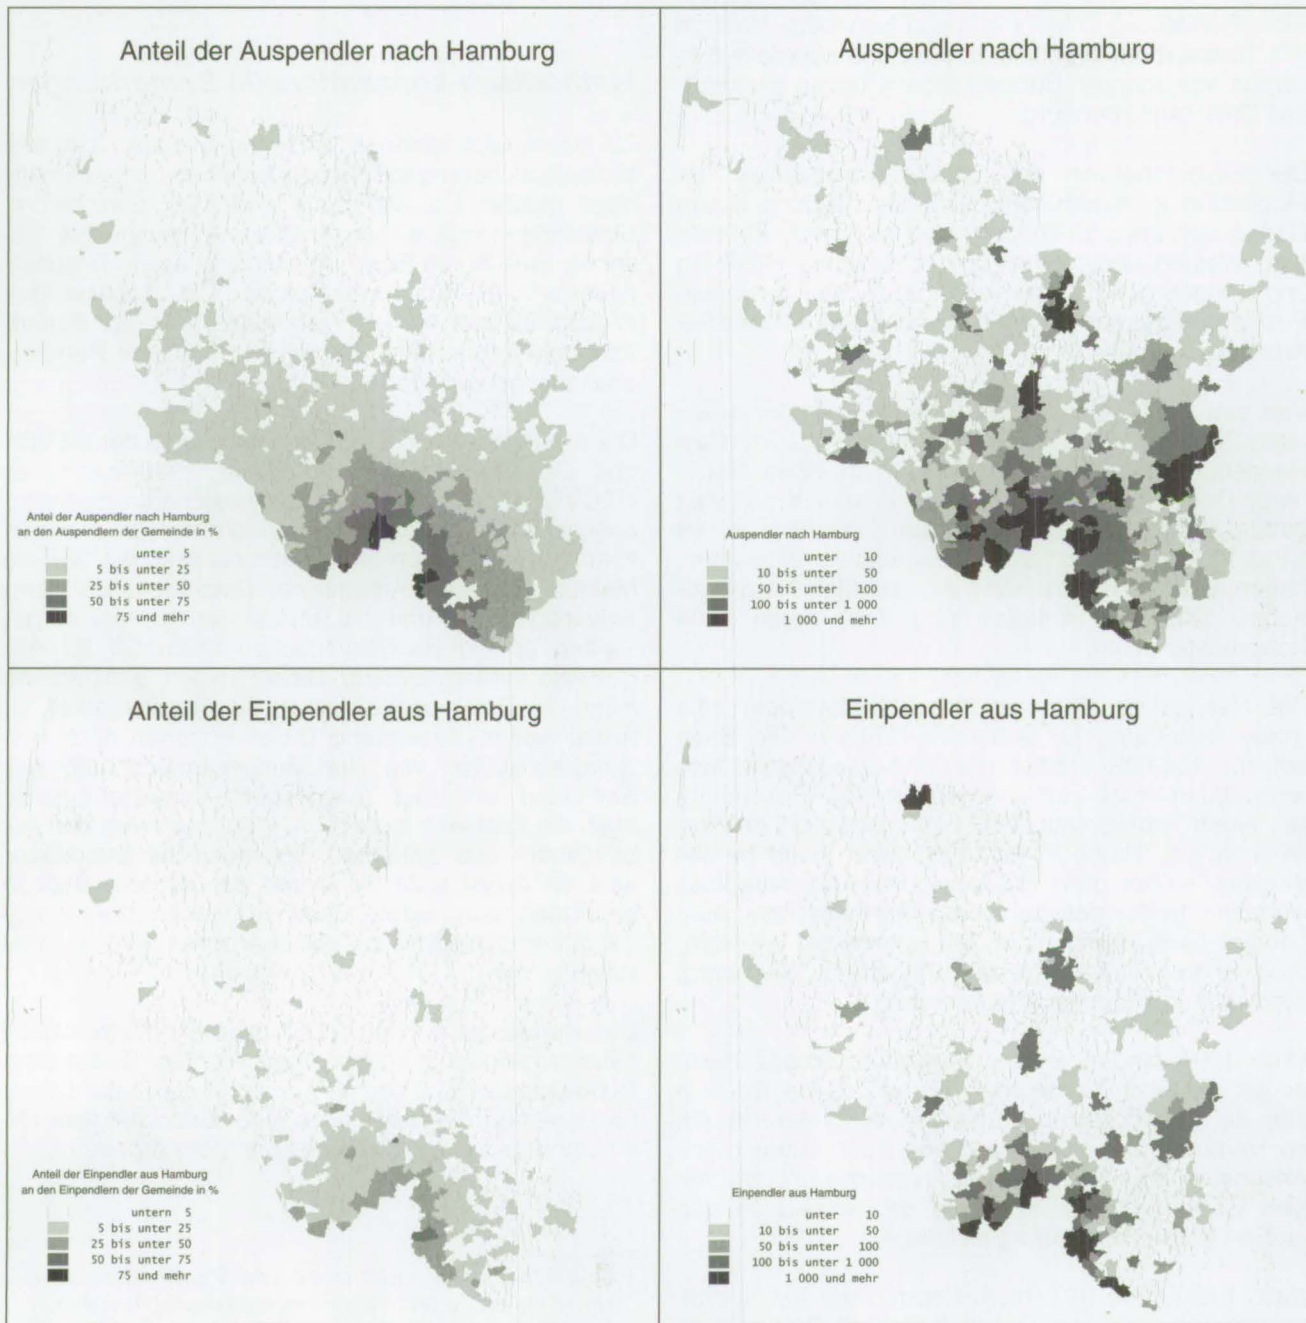 Anteil der Auspendler nach Hamburg
Anteil der Auspendler nach Hamburg
an den Auspendlern der Gemeinde in %
unter 5
5 bis unter 25
25 bis unter 50
50 bis unter 75
75 und mehr
Auspendler nach Hamburg
Auspendler nach Hamburg
unter 10
10 bis unter 50
50 bis unter 100
100 bis unter 1 000
1 000 und mehr
Anteil der Einpendler aus Hamburg
Anteil der Einpendler aus Hamburg
an den Einpendlern der Gemeinde in %
untern 5
5 bis unter 25
25 bis unter 50
50 bis unter 75
75 und mehr
Einpendler aus Hamburg
Einpendler aus Hamburg
unter 10
10 bis unter 50
50 bis unter 100
100 bis unter 1 000
1 000 und mehr